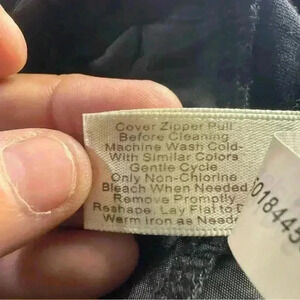 Cover Zipper Pull
Before Cleaning
Machine Wash Cold-
With Similar Colors
Gentle Cycle
Only Non-Chlorine
Bleach When Needed
Remove Promptly
Reshape, Lay Flat to
Warm Iron as Needed
018445